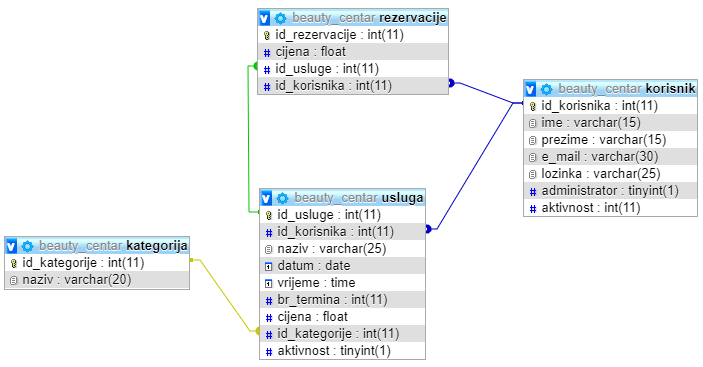 beauty_centar rezervacije
id_rezervacije : int(11)
cijena : float
id_usluge : int(11)
id_korisnika : int(11)
beauty_centar korisnik
id_korisnika : int(11)
ime : varchar(15)
prezime : varchar(15)
e_mail : varchar(30)
lozinka : varchar(25)
administrator : tinyint(1)
aktivnost : int(11)
beauty_centar usluga
id_usluge : int(11)
id_korisnika : int(11)
naziv : varchar(25)
datum : date
vrijeme : time
br_termina : int(11)
cijena : float
id_kategorije : int(11)
aktivnost : tinyint(1)
beauty_centar kategorija
id_kategorije : int(11)
naziv : varchar(20)